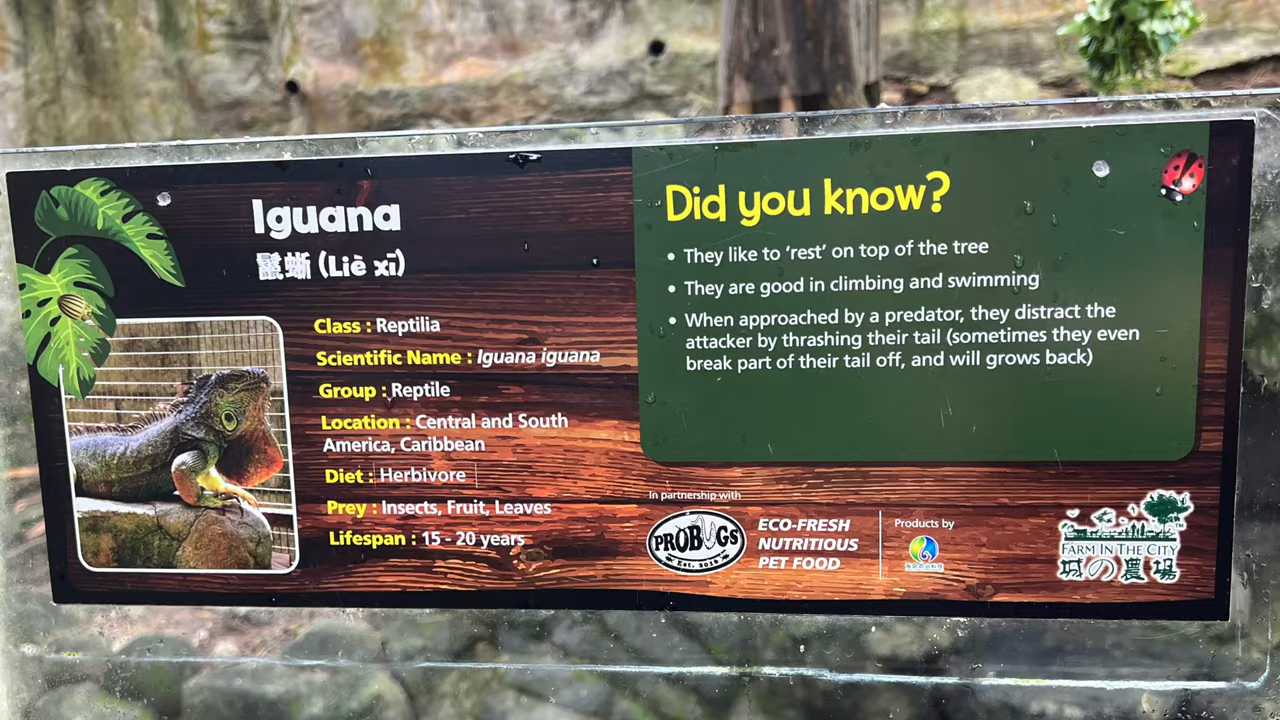 Iguana
鬣蜥 (Liè xī)
Class : Reptilia
Scientific Name : Iguana iguana
Group : Reptile
Location : Central and South
America, Caribbean
Diet : Herbivore
Prey : Insects, Fruit, Leaves
Lifespan : 15 - 20 years
Did you know?
• They like to ‘rest’ on top of the tree
• They are good in climbing and swimming
• When approached by a predator, they distract the
attacker by thrashing their tail (sometimes they even
break part of their tail off, and will grows back)
In partnership with
PROBUGS
Est. 2019
ECO-FRESH
NUTRITIOUS
PET FOOD
Products by
FARM IN THE CITY
TM
城の農場